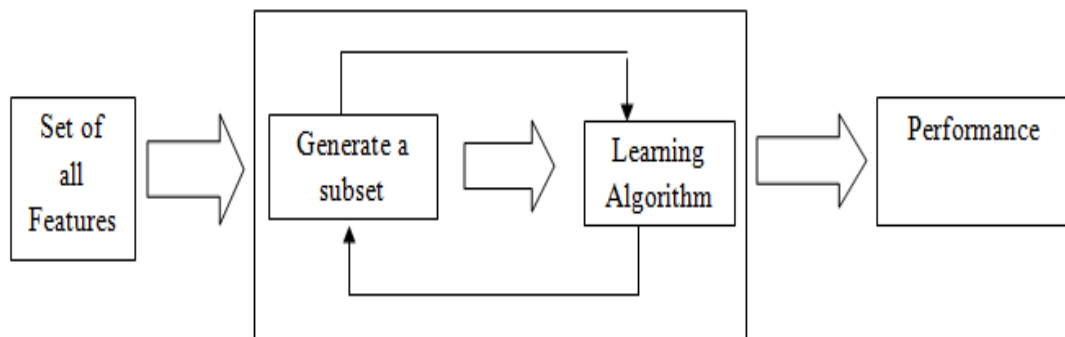 Set of
all
Features
Generate a
subset
Learning
Algorithm
Performance